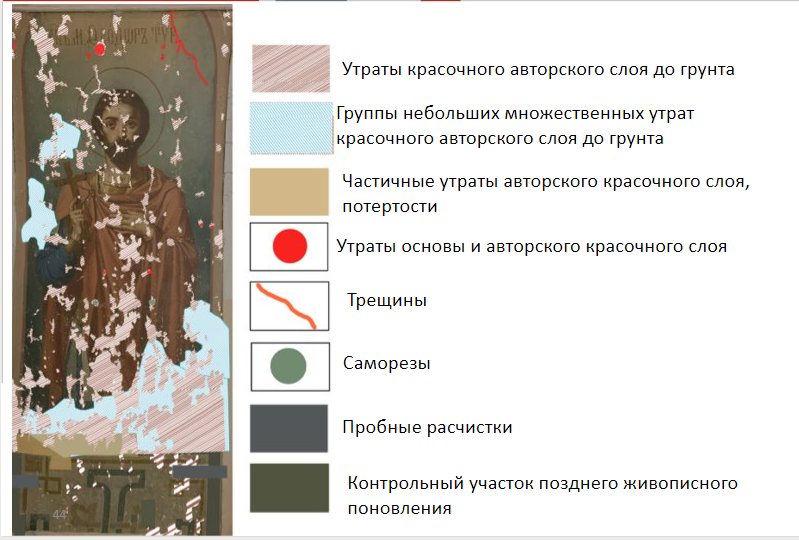 Утраты красочного авторского слоя до грунта
Группы небольших множественных утрат
красочного авторского слоя до грунта
Частичные утраты авторского красочного слоя,
потертости
Утраты основы и авторского красочного слоя
Трещины
Саморезы
Пробные расчистки
Контрольный участок позднего живописного
поновления
44